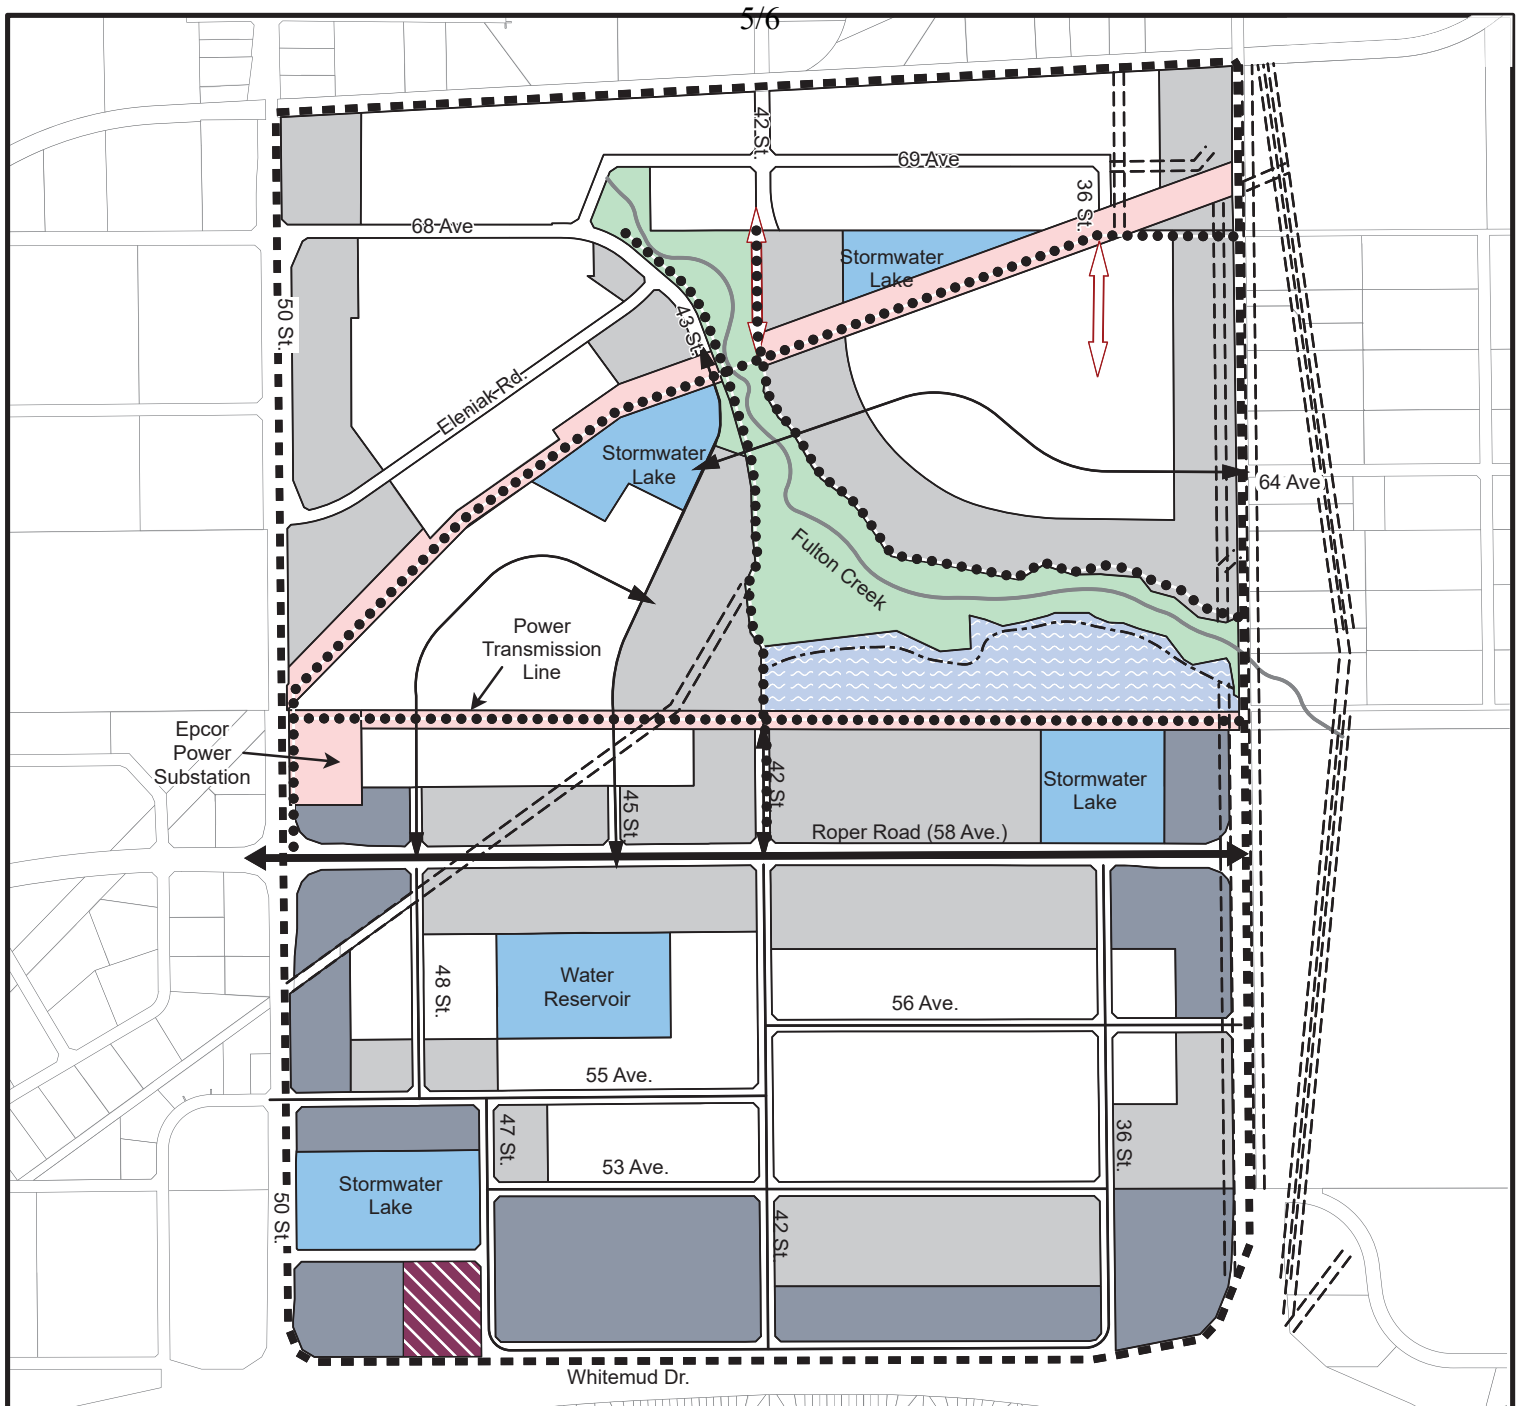 5/6
42 St.
69 Ave
36 St.
68 Ave
Stormwater
Lake
50 St.
43 St.
Eleniak Rd.
Stormwater
Lake
64 Ave.
Fulton Creek
Power
Transmission
Line
Epcor
Power
Substation
42 St.
Stormwater
Lake
45 St.
Roper Road (58 Ave.)
48 St.
Water
Reservoir
56 Ave.
55 Ave.
47 St.
36 St.
53 Ave.
Stormwater
Lake
50 St.
42 St.
Whitemud Dr.